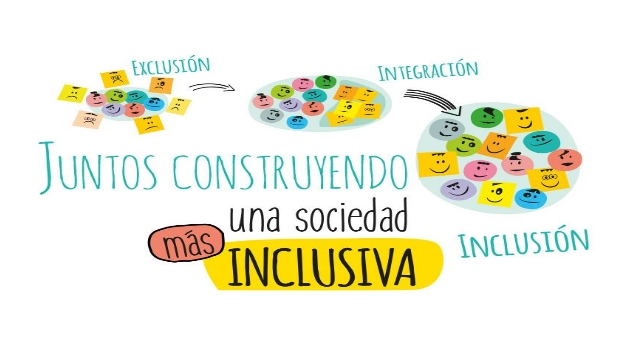 EXCLUSIÓN
INTEGRACIÓN
JUNTOS CONSTRUYENDO
una sociedad
más INCLUSIVA
INCLUSIÓN